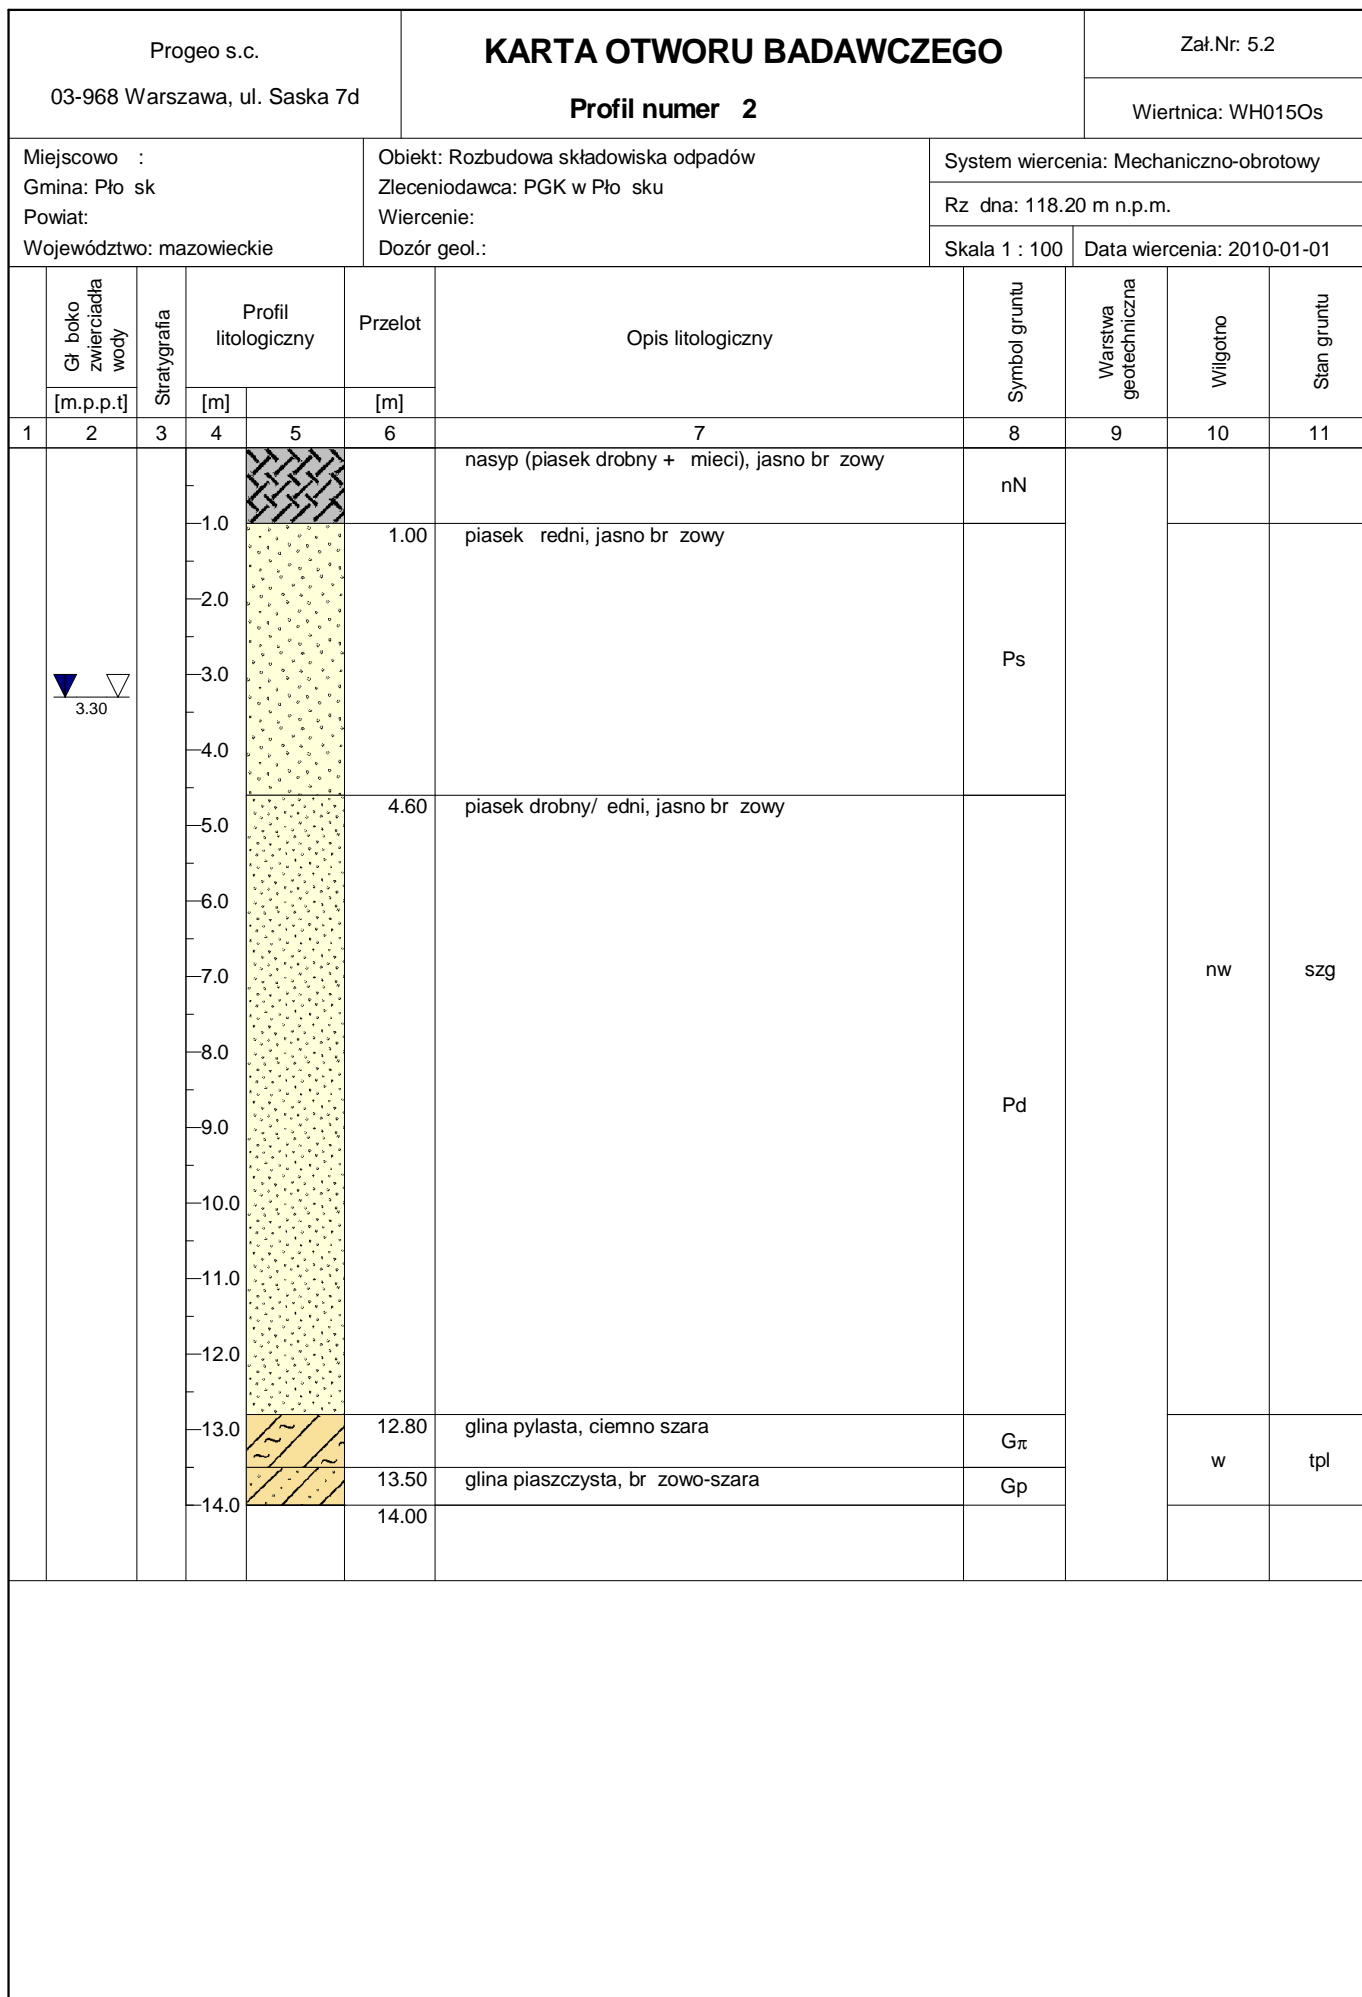 Progeo s.c.
03-968 Warszawa, ul. Saska 7d
KARTA OTWORU BADAWCZEGO
Profil numer 2
Zał.Nr: 5.2
Wiertnica: WH015Os
Miejscowo :
Gmina: Pło sk
Powiat:
Województwo: mazowieckie
Obiekt: Rozbudowa składowiska odpadów
Zleceniodawca: PGK w Pło sku
Wiercenie:
Dozór geol.:
System wiercenia: Mechaniczno-obrotowy
Rz dna: 118.20 m n.p.m.
Skala 1 : 100
Data wiercenia: 2010-01-01
Gł boko
zwierciadła
wody
[m.p.p.t]
Stratygrafia
Profil
litologiczny
[m]
Przelot
[m]
Opis litologiczny
Symbol gruntu
Warstwa
geotechniczna
Wilgotno
Stan gruntu
1 2 3 4 5 6 7 8 9 10 11
nasyp (piasek drobny + mieci), jasno br zowy
nN
1.0
1.00 piasek redni, jasno br zowy
2.0
Ps
3.0
3.30
4.0
4.60 piasek drobny/ edni, jasno br zowy
5.0
6.0
7.0
nw szg
8.0
Pd
9.0
10.0
11.0
12.0
12.80 glina pylasta, ciemno szara
13.0
Gπ
w tpl
13.50 glina piaszczysta, br zowo-szara
Gp
14.0
14.00